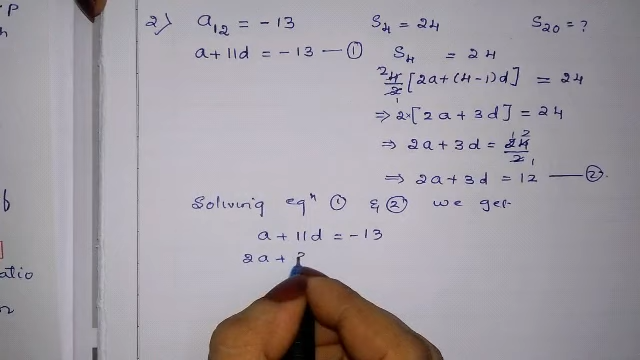 2) a₁₂ = -13 S₄ = 24 S₂₀ = ?
a + 11d = -13 — ① S₄ = 24
4/2 [2a + (4-1)d] = 24
⇒ 2×[2a + 3d] = 24
⇒ 2a + 3d = 24/2
⇒ 2a + 3d = 12 — ②
Solving eqⁿ ① & ② we get
a + 11d = -13
2a +